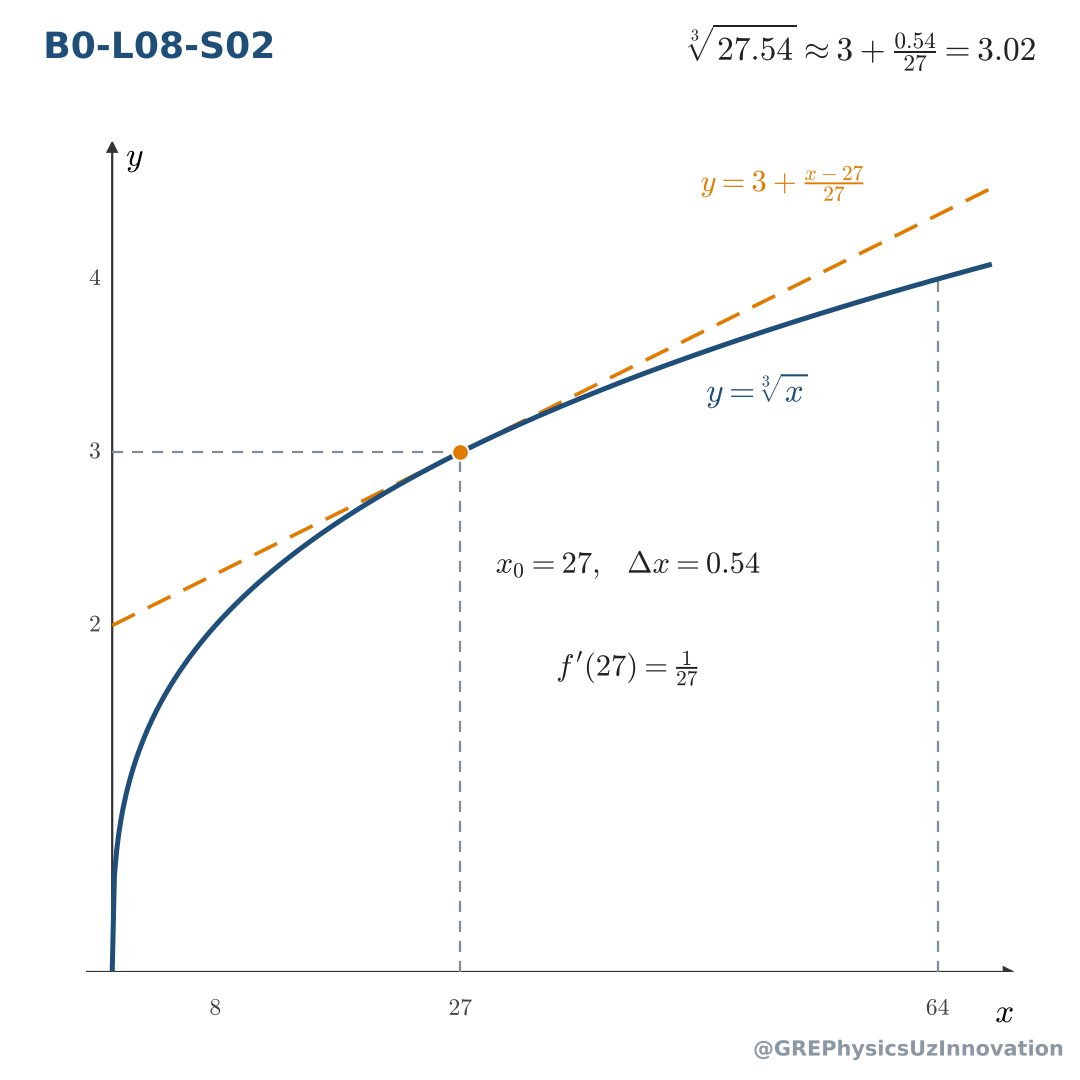 B0-L08-S02
∛27.54 ≈ 3 + 0.54/27 = 3.02
y
y = 3 + (x − 27)/27
4
y = ∛x
3
x₀ = 27, Δx = 0.54
2
f′(27) = 1/27
8 27 64
x
@GREPhysicsUzInnovation